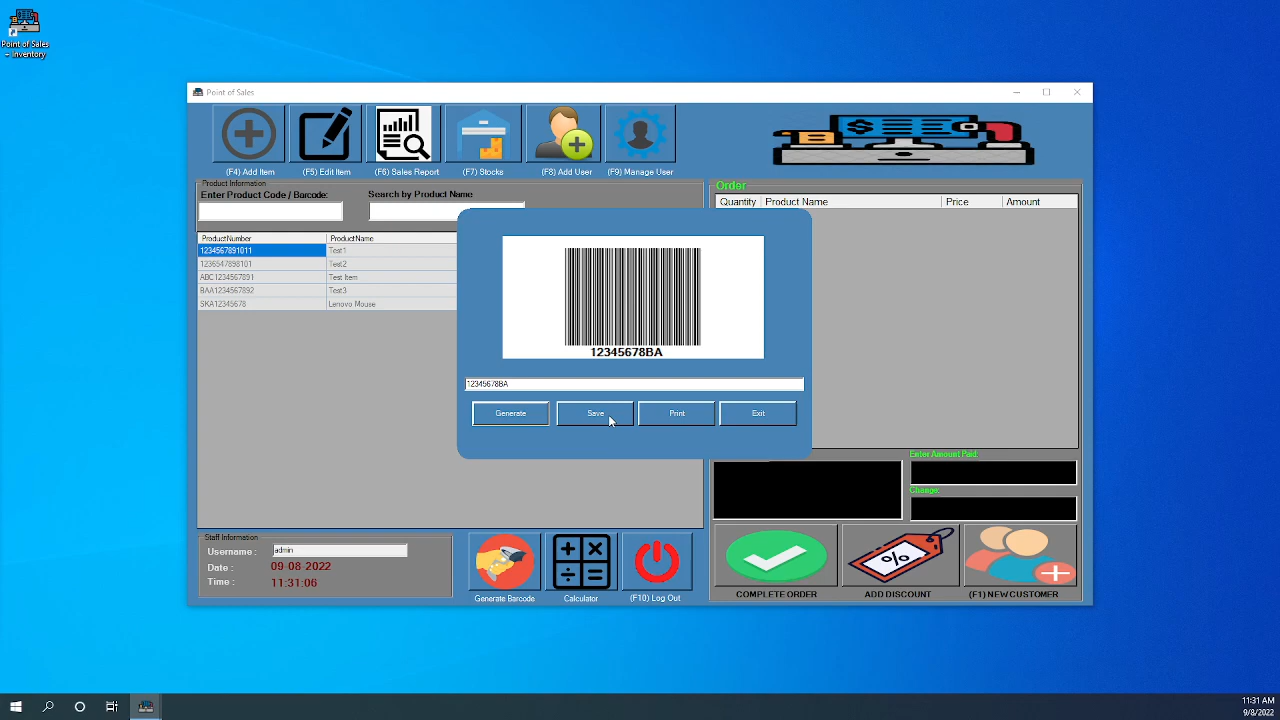 Point of Sales
- Inventory
Point of Sales
(F4) Add Item
(F5) Edit Item
(F6) Sales Report
(F7) Stocks
(F8) Add User
(F9) Manage User
Product Information
Enter Product Code / Barcode:
Search by Product Name
ProductNumber ProductName
1234567891011 Test1
1236547898101 Test2
ABC1234567891 Test Item
BAA1234567892 Test3
SKA12345678 Lenovo Mouse
12345678BA
12345678BA
Generate
Save
Print
Exit
Order
Quantity Product Name Price Amount
Enter Amount Paid:
Change:
Staff Information
Username : admin
Date : 09-08-2022
Time : 11:31:06
Generate Barcode
Calculator
(F10) Log Out
COMPLETE ORDER
ADD DISCOUNT
(F1) NEW CUSTOMER
11:31 AM
9/8/2022